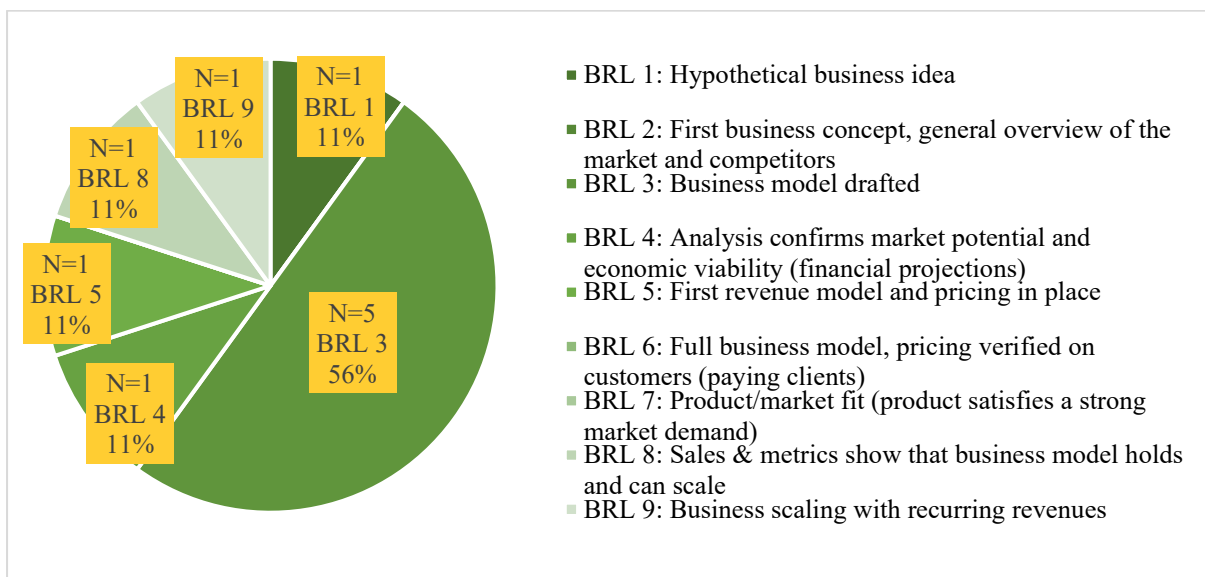 N=1
BRL 9
11%
N=1
BRL 1
11%
N=1
BRL 8
11%
N=1
BRL 5
11%
N=5
BRL 3
56%
N=1
BRL 4
11%
BRL 1: Hypothetical business idea
BRL 2: First business concept, general overview of the
market and competitors
BRL 3: Business model drafted
BRL 4: Analysis confirms market potential and
economic viability (financial projections)
BRL 5: First revenue model and pricing in place
BRL 6: Full business model, pricing verified on
customers (paying clients)
BRL 7: Product/market fit (product satisfies a strong
market demand)
BRL 8: Sales & metrics show that business model holds
and can scale
BRL 9: Business scaling with recurring revenues